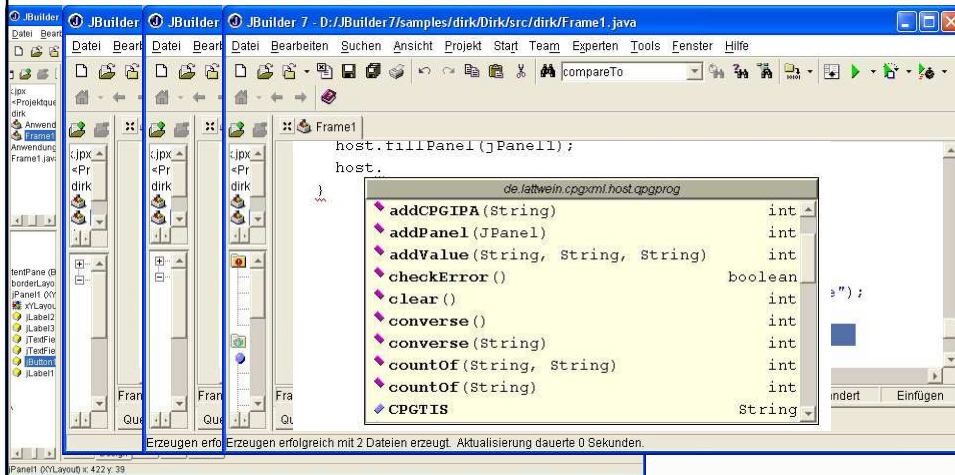 JBuilder
JBuilder
JBuilder
JBuilder 7 - D:/JBuilder7/samples/dirk/Dirk/src/dirk/Frame1.java
Datei Bearl
Datei Bearl
Datei Bearl
Datei Bearbeiten Suchen Ansicht Projekt Start Team Experten Tools Fenster Hilfe
compareTo
Frame1
host.fillPanel(jPanel1);
host.
}
de.lattwein.cpgxml.host.qpgprog
addCPGIPA(String) int
addPanel(JPanel) int
addValue(String, String, String) int
checkError() boolean
clear() int
converse() int
converse(String) int
countOf(String, String) int
countOf(String) int
CPGTIS String
e");
c.jpx
<Projektque
dirk
Anwend
Frame1
Anwendung
Frame1.java
c.jpx
<Pr
dirk
c.jpx
<Pr
dirk
c.jpx
<Pr
dirk
tentPane (B
borderLayo
jPanel1 (XY
xYLayou
jLabel2
jLabel3
jTextFie
jTextFie
jButton1
jLabel1
Fran
Fran
Fra
ndert Einfügen
Que
Que
Qu
Erzeugen erfo
Erzeugen erfolgreich mit 2 Dateien erzeugt. Aktualisierung dauerte 0 Sekunden.
jPanel1 (XYLayout) x: 422 y: 39